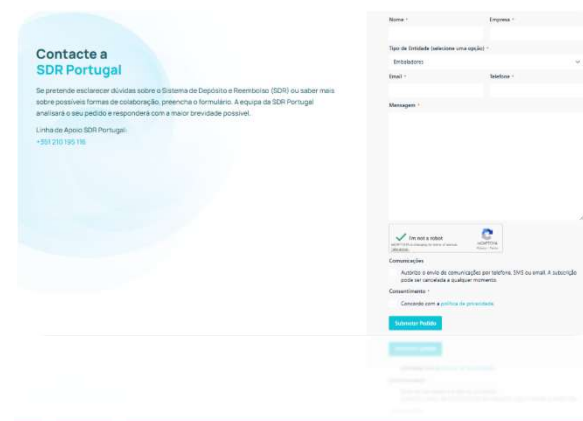 Contacte a
SDR Portugal
Se pretende esclarecer dúvidas sobre o Sistema de Depósito e Reembolso (SDR) ou saber mais
sobre possíveis formas de colaboração, preencha o formulário. A equipa da SDR Portugal
analisará o seu pedido e responderá com a maior brevidade possível.
Linha de Apoio SDR Portugal:
+351 210 195 116
Nome *
Empresa *
Tipo de Entidade (selecione uma opção) *
Embaladores
Email *
Telefone *
Mensagem *
I'm not a robot
reCAPTCHA
Comunicações
Autorizo o envio de comunicações por telefone, SMS ou email. A subscrição
pode ser cancelada a qualquer momento.
Consentimento *
Concordo com a política de privacidade
Submeter Pedido